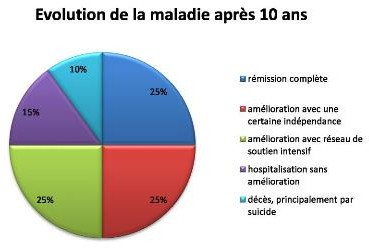 Evolution de la maladie après 10 ans
10%
25%
15%
25%
25%
rémission complète
amélioration avec une
certaine indépendance
amélioration avec réseau de
soutien intensif
hospitalisation sans
amélioration
décès, principalement par
suicide